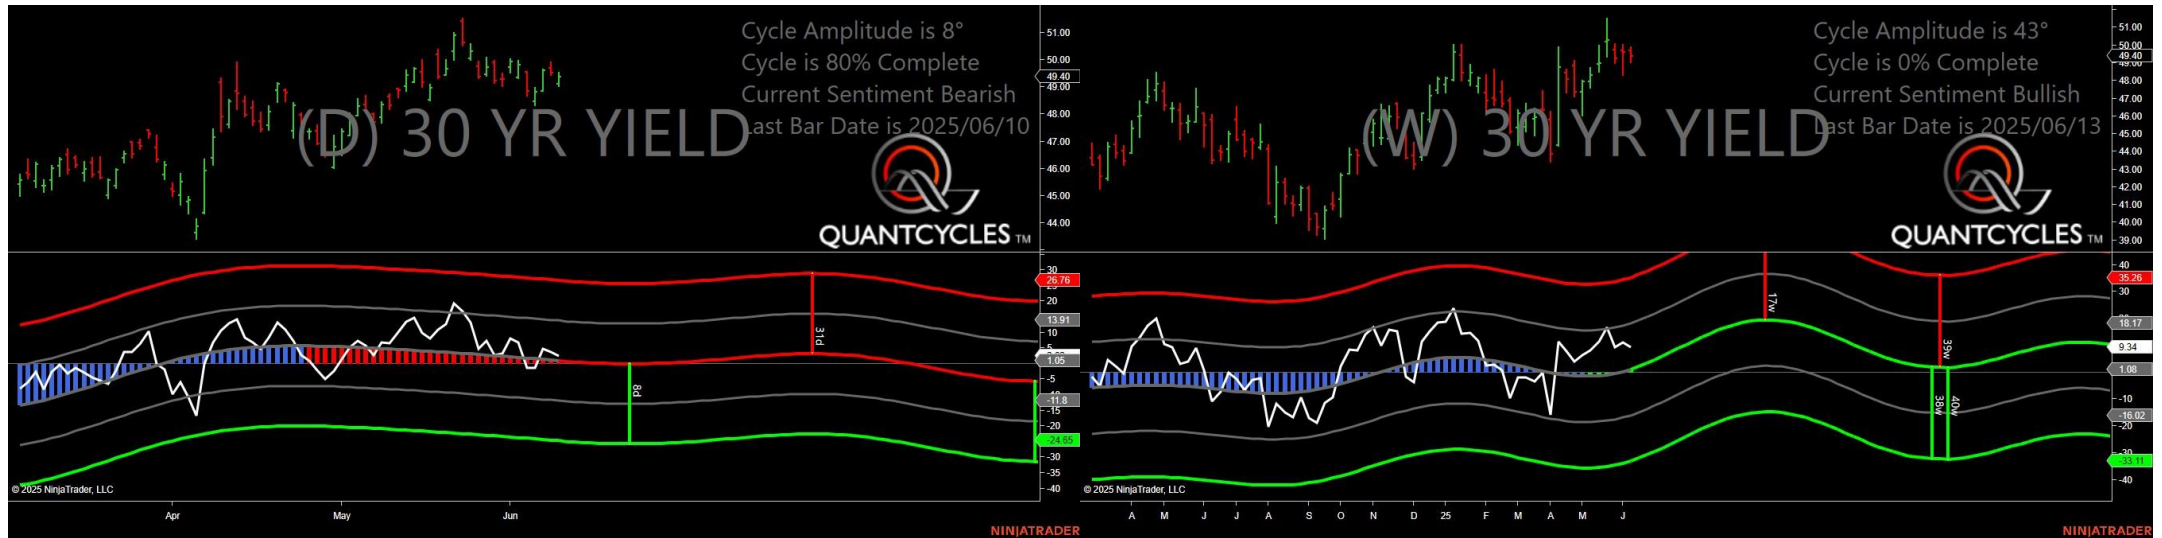 Cycle Amplitude is 8°
Cycle is 80% Complete
Current Sentiment Bearish
Last Bar Date is 2025/06/10
(D) 30 YR YIELD
QUANTCYCLES TM
51.00
50.00
49.40
49.00
48.00
47.00
46.00
45.00
44.00
30
26.76
20
13.91
10
5
1.05
-5
-11.8
-15
-20
-24.65
-30
-35
-40
31d
8d
© 2025 NinjaTrader, LLC
Apr May Jun
NINJATRADER
Cycle Amplitude is 43°
Cycle is 0% Complete
Current Sentiment Bullish
Last Bar Date is 2025/06/13
(W) 30 YR YIELD
QUANTCYCLES TM
51.00
50.00
49.40
49.00
48.00
47.00
46.00
45.00
44.00
43.00
42.00
41.00
40.00
39.00
40
35.26
30
18.17
9.34
1.08
-10
-16.02
-20
-33.11
-40
17w
39w
38w
40w
© 2025 NinjaTrader, LLC
A M J J A S O N D 25 F M A M J
NINJATRADER